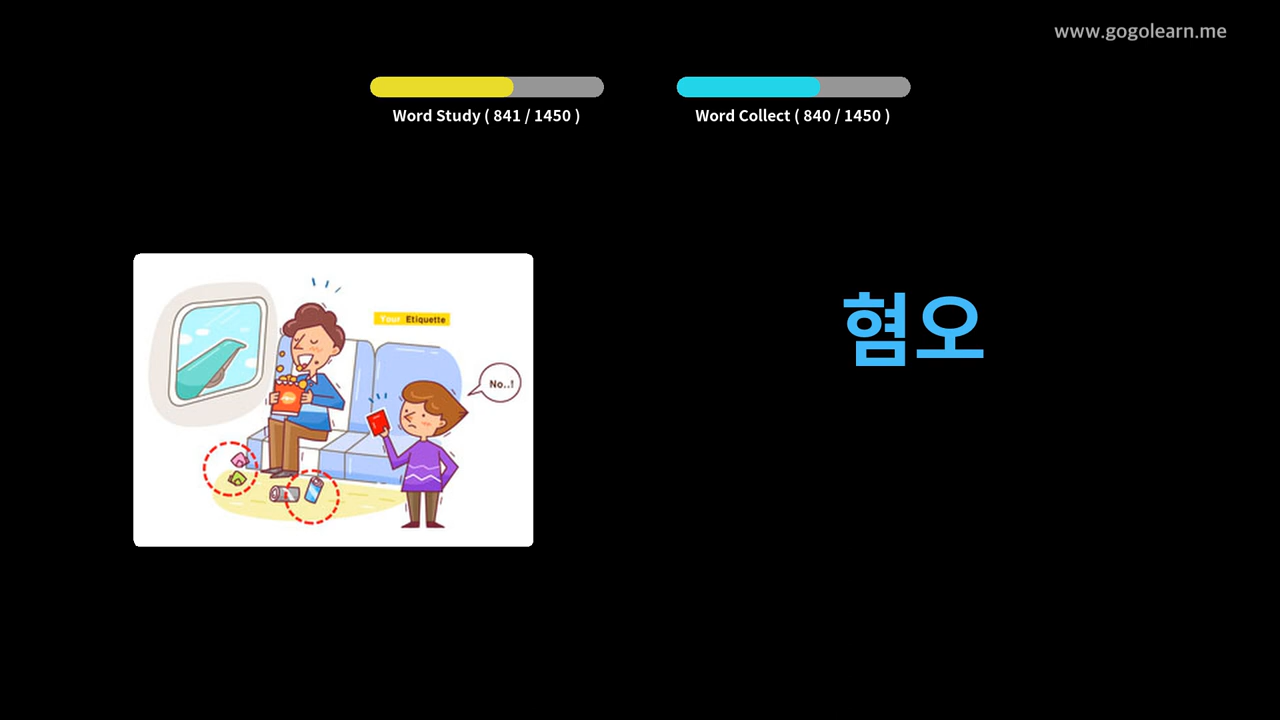 www.gogolearn.me
Word Study ( 841 / 1450 )
Word Collect ( 840 / 1450 )
Your Etiquette
No..!
혐오